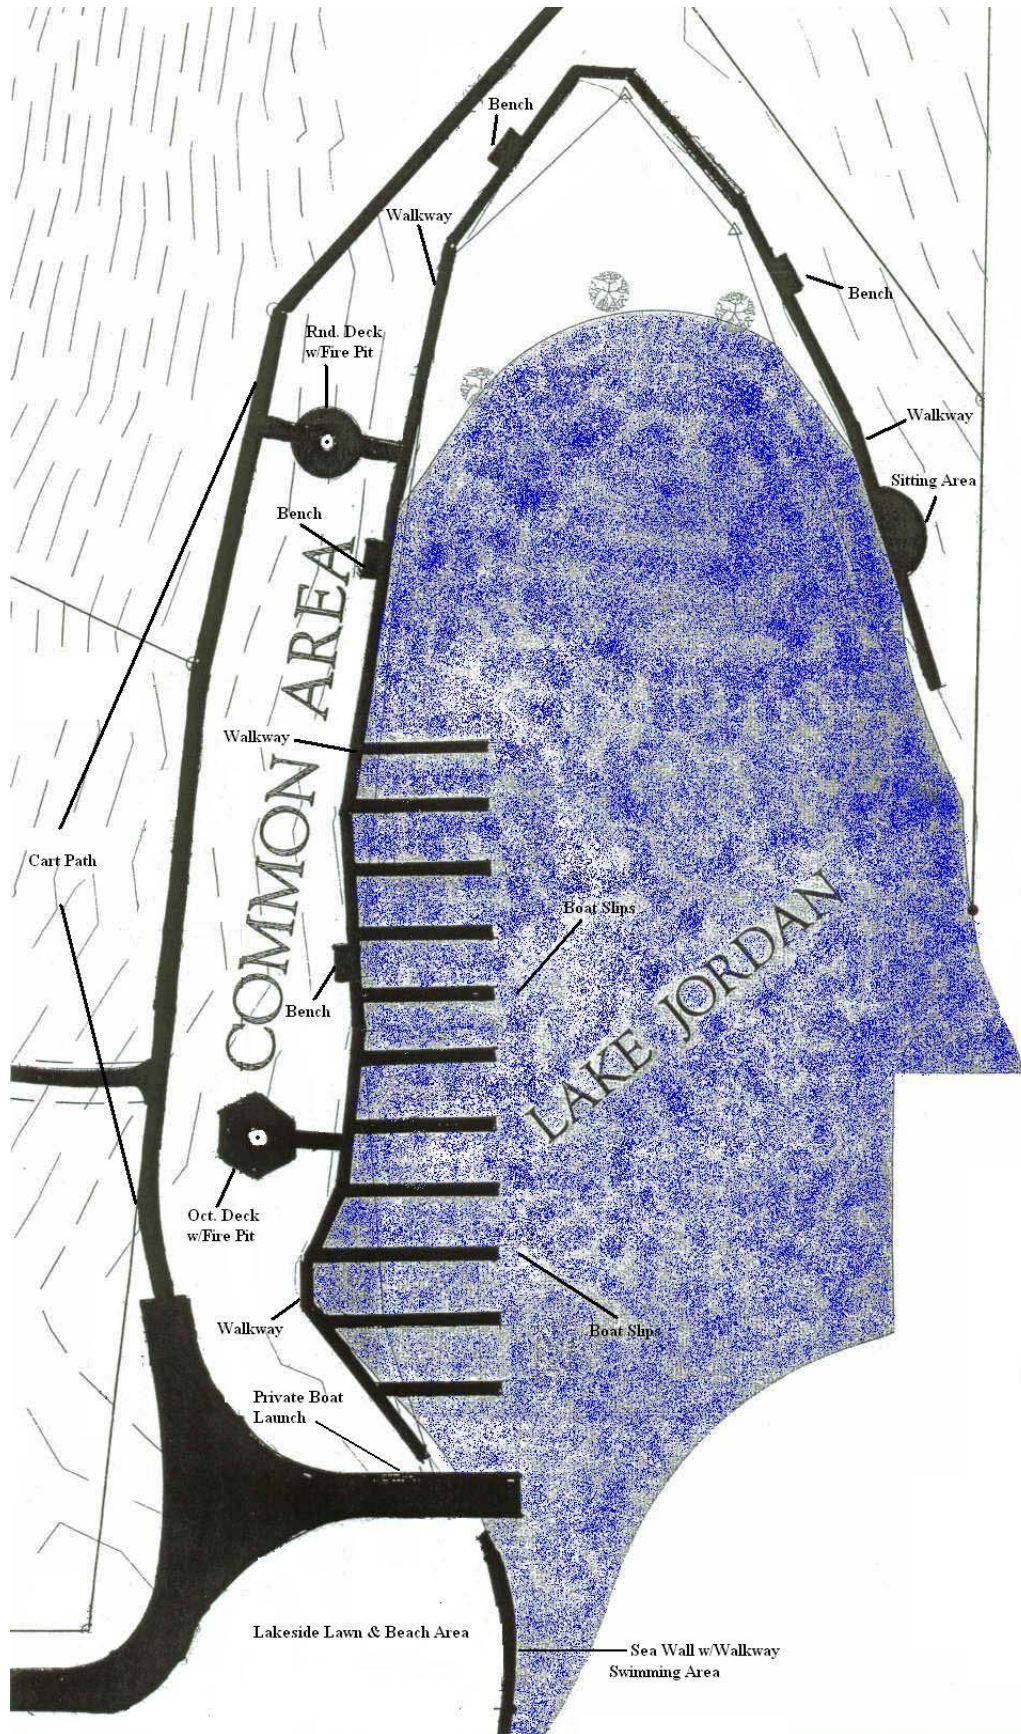 Bench
Walkway
Bench
Rnd. Deck
w/Fire Pit
Walkway
Sitting Area
Bench
COMMON AREA
Walkway
Cart Path
Boat Slips
LAKE JORDAN
Bench
Oct. Deck
w/Fire Pit
Walkway
Boat Slips
Private Boat
Launch
Lakeside Lawn & Beach Area
Sea Wall w/Walkway
Swimming Area